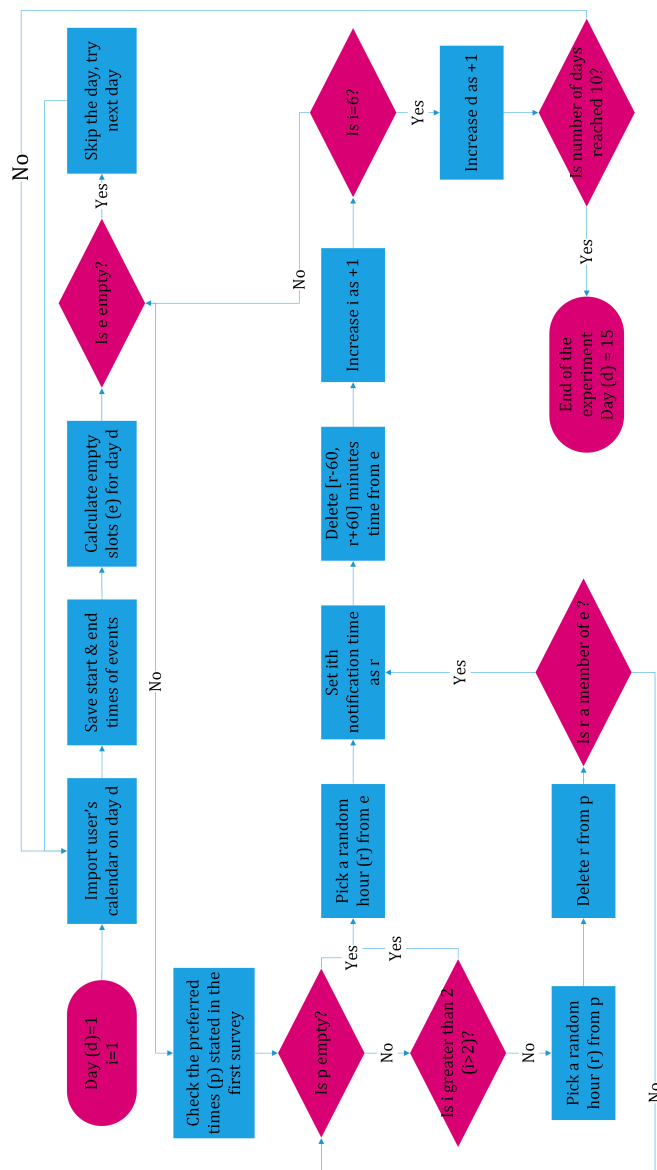 Day (d)=1
i=1
Import user's
calendar on day d
Save start & end
times of events
Calculate empty
slots (e) for day d
Is e empty?
Yes
Skip the day, try
next day
No
No
Check the preferred
times (p) stated in the
first survey
Is p empty?
Yes
No
Is i greater than 2
(i>2)?
Yes
No
Pick a random
hour (r) from p
Delete r from p
Is r a member of e ?
Yes
No
Pick a random
hour (r) from e
Set ith
notification time
as r
Delete [r-60,
r+60] minutes
time from e
Increase i as +1
Is i=6?
No
Yes
Increase d as +1
Is number of days
reached 10?
Yes
End of the
experiment
Day (d) = 15